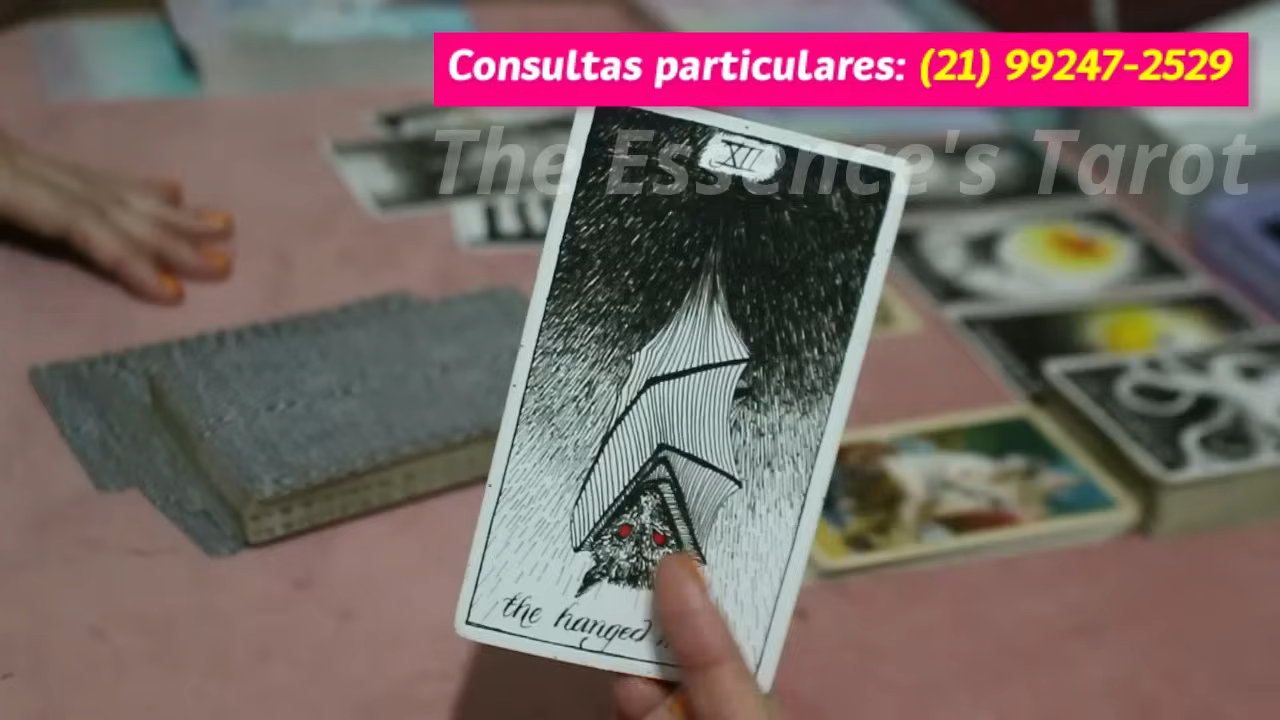 Consultas particulares: (21) 99247-2529
The Essence's Tarot
XII
the hanged